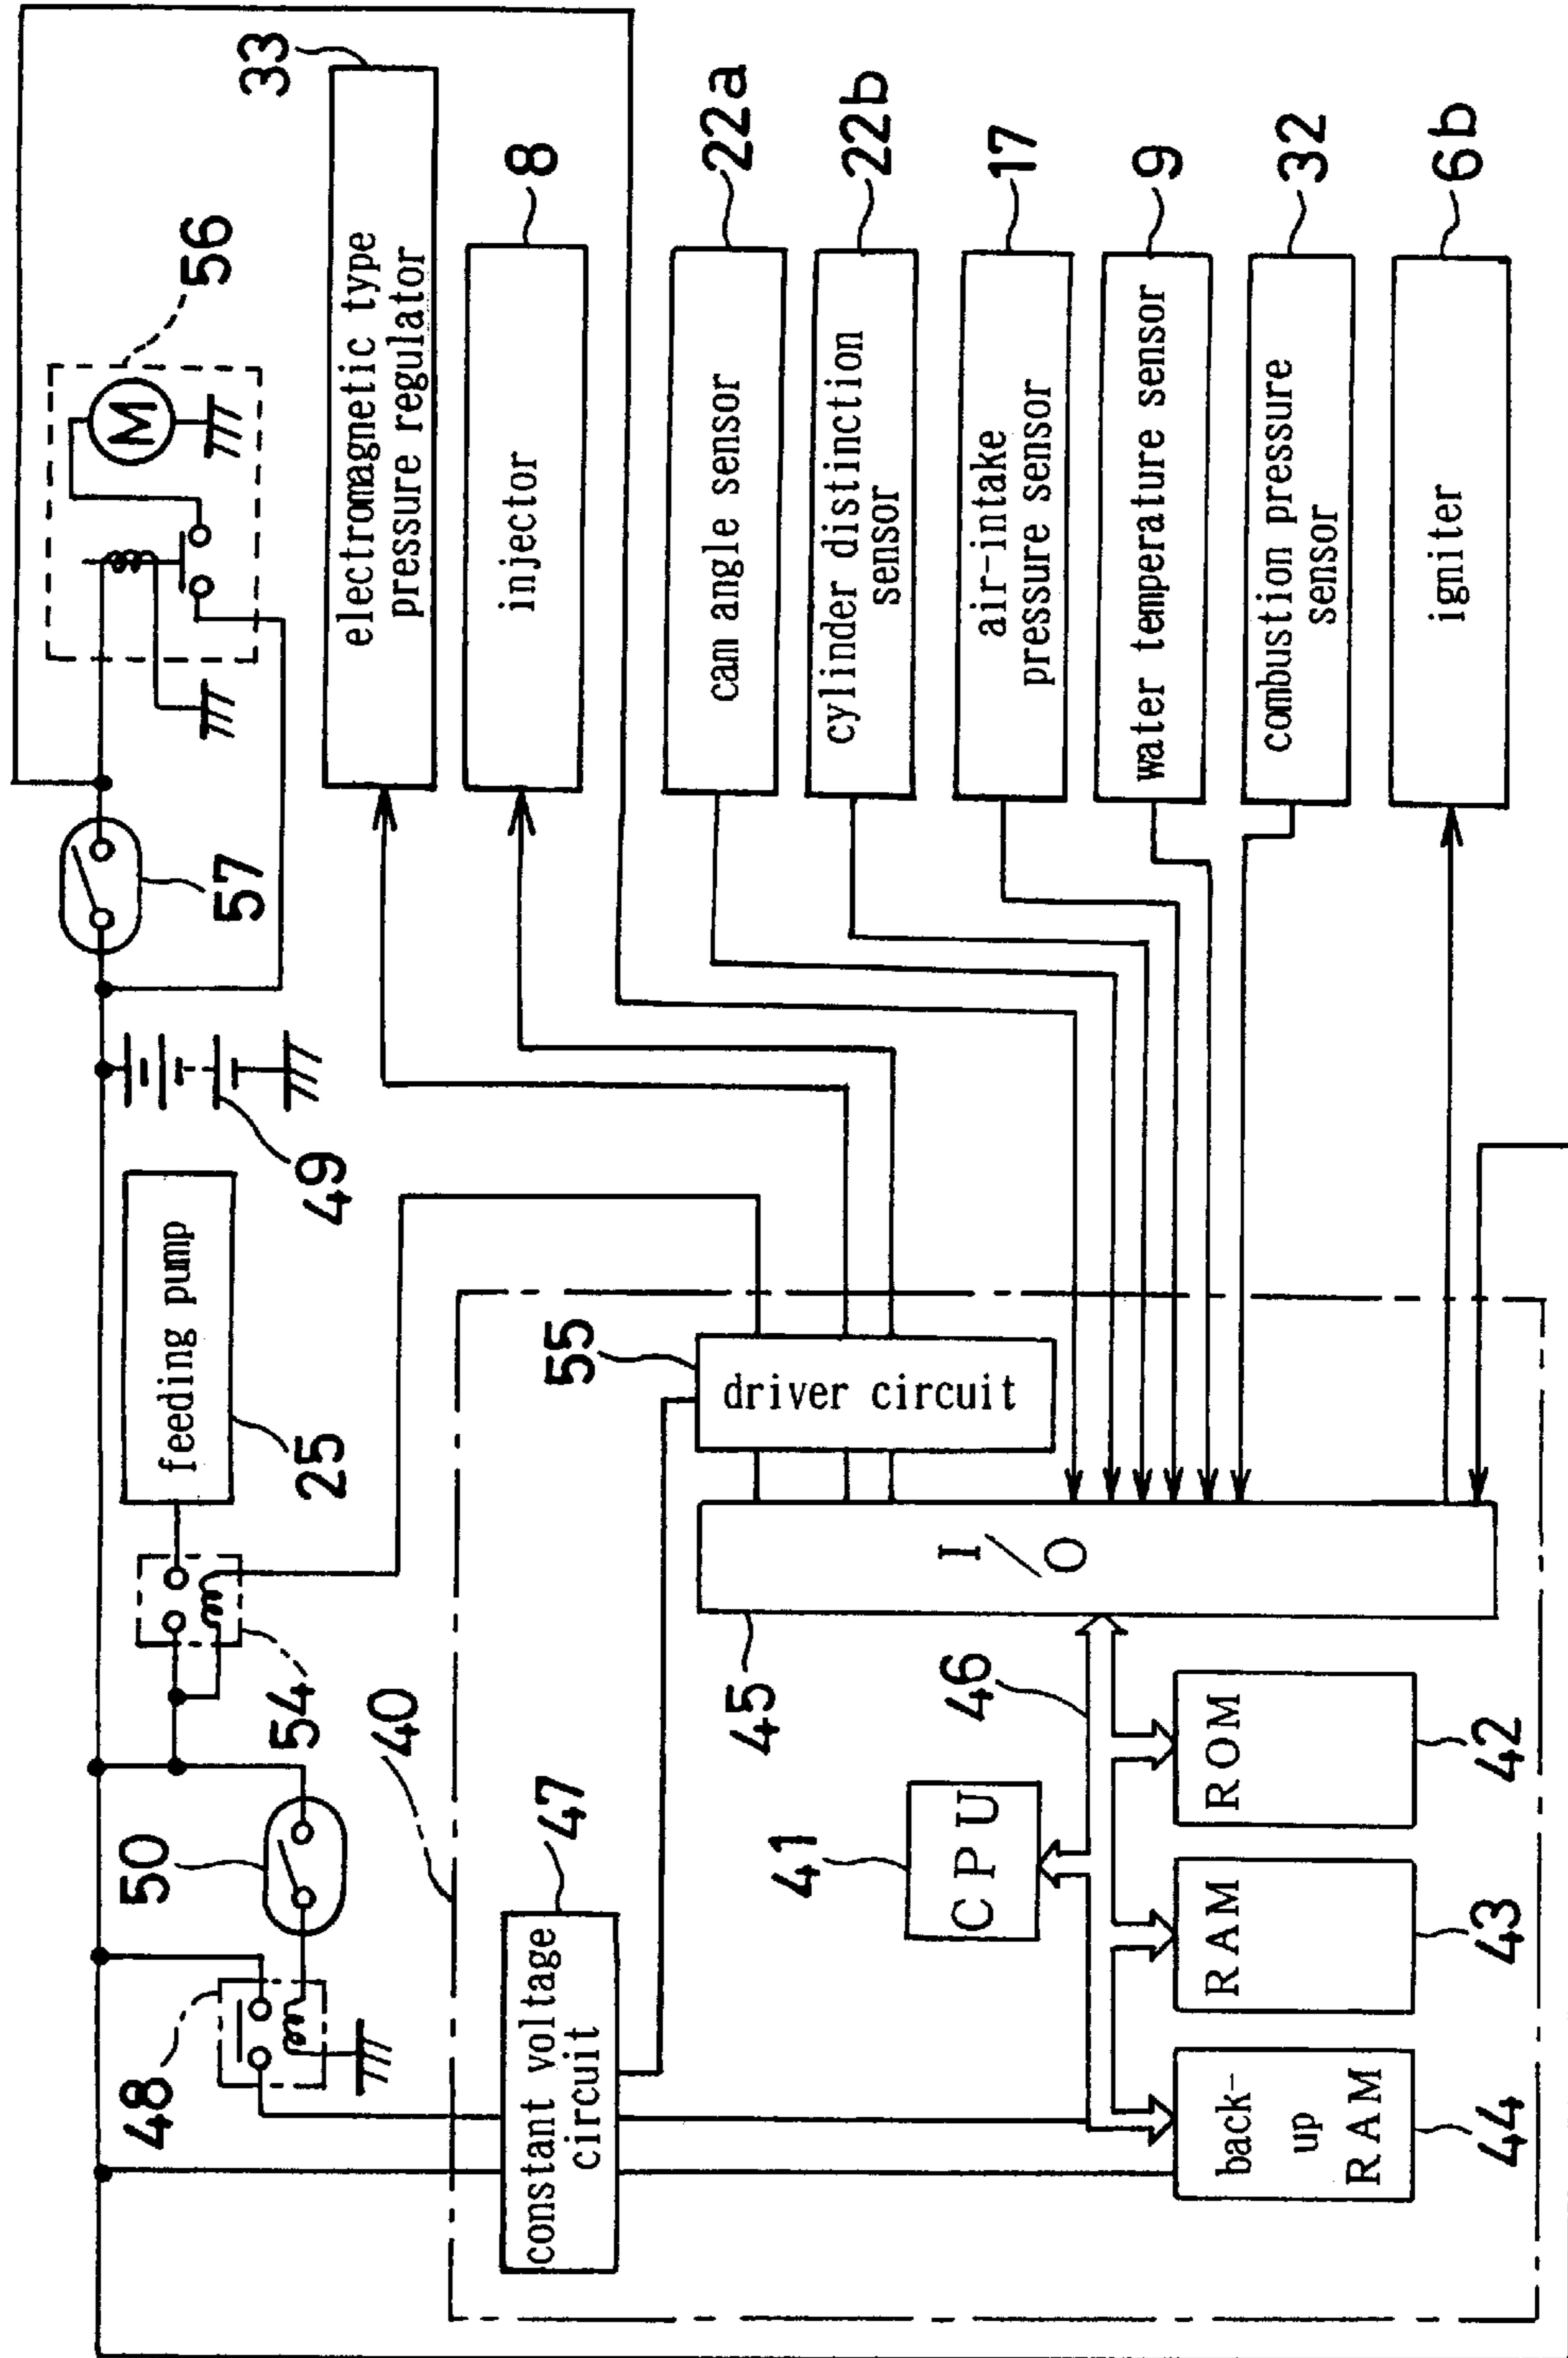 48
50
54
25
feeding pump
49
57
56
M
40
47
constant voltage
circuit
55
driver circuit
33
electromagnetic type
pressure regulator
8
injector
22a
cam angle sensor
22b
cylinder distinction
sensor
17
air-intake
pressure sensor
9
water temperature sensor
32
combustion pressure
sensor
6b
igniter
41
CPU
46
45
I/O
back-
up
RAM
44
RAM
43
ROM
42